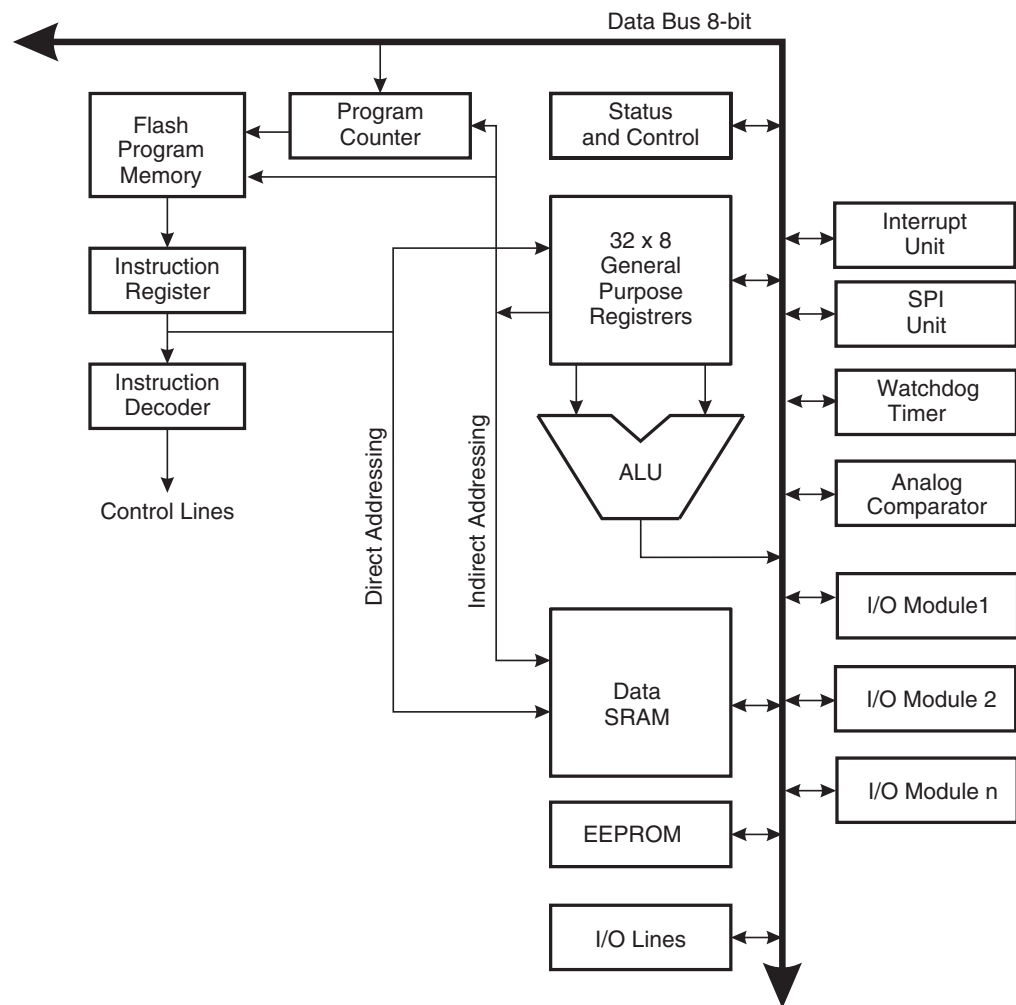 Data Bus 8-bit
Flash
Program
Memory
Program
Counter
Status
and Control
32 x 8
General
Purpose
Registrers
Interrupt
Unit
Instruction
Register
SPI
Unit
Instruction
Decoder
Watchdog
Timer
Direct Addressing
Indirect Addressing
ALU
Analog
Comparator
Control Lines
I/O Module1
Data
SRAM
I/O Module 2
I/O Module n
EEPROM
I/O Lines